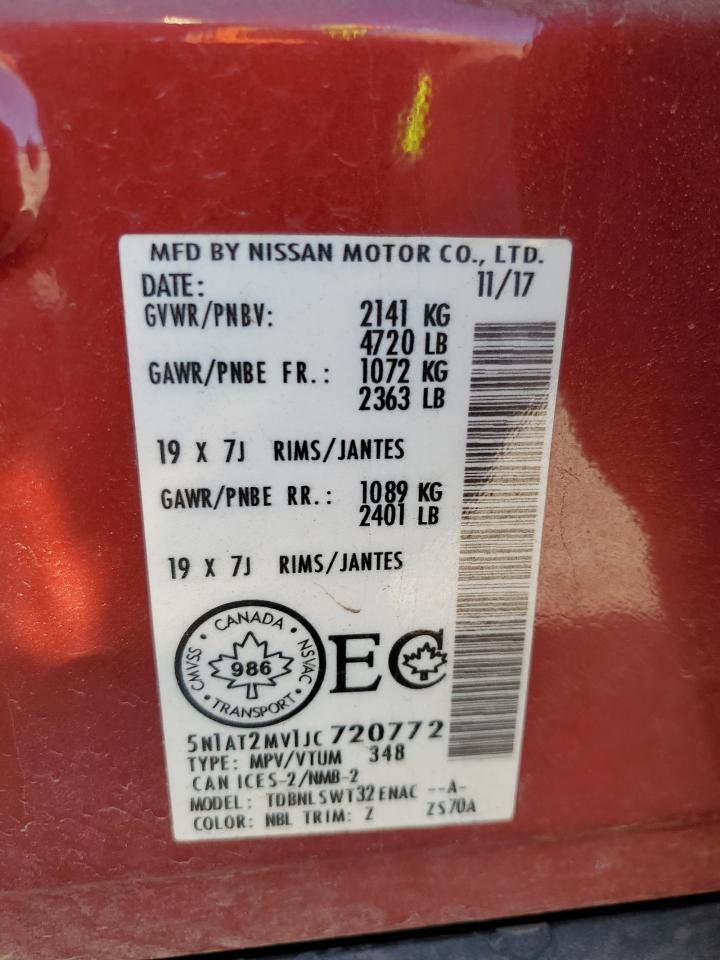 MFD BY NISSAN MOTOR CO., LTD.
DATE: 11/17
GVWR/PNBV: 2141 KG
4720 LB
GAWR/PNBE FR.: 1072 KG
2363 LB
19 X 7J RIMS/JANTES
GAWR/PNBE RR.: 1089 KG
2401 LB
19 X 7J RIMS/JANTES
CANADA · NSVAC · TRANSPORT · CMVSS ·
986
EC
5N1AT2MV1JC 720772
TYPE: MPV/VTUM 348
CAN ICES-2/NMB-2
MODEL: TDBNLSWT32ENAC --A-
COLOR: NBL TRIM: Z ZS70A